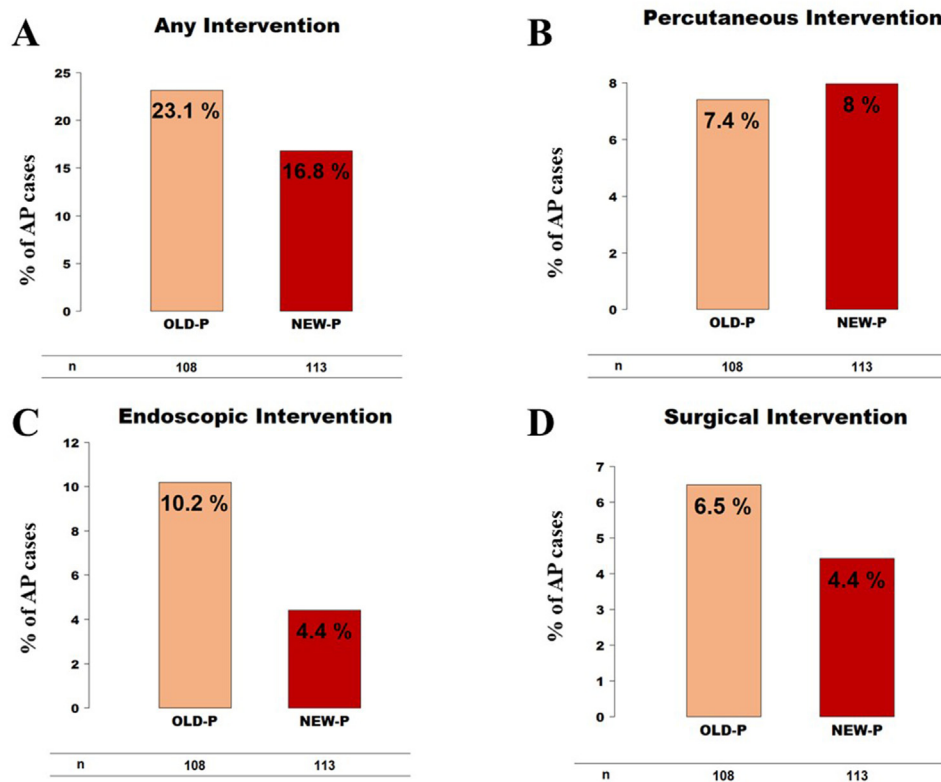 A
Any Intervention
% of AP cases
25
20
15
10
5
0
23.1 %
16.8 %
OLD-P
NEW-P
n 108 113
B
Percutaneous Intervention
% of AP cases
8
6
4
2
0
7.4 %
8 %
OLD-P
NEW-P
n 108 113
C
Endoscopic Intervention
% of AP cases
12
10
8
6
4
2
0
10.2 %
4.4 %
OLD-P
NEW-P
n 108 113
D
Surgical Intervention
% of AP cases
7
6
5
4
3
2
1
0
6.5 %
4.4 %
OLD-P
NEW-P
n 108 113